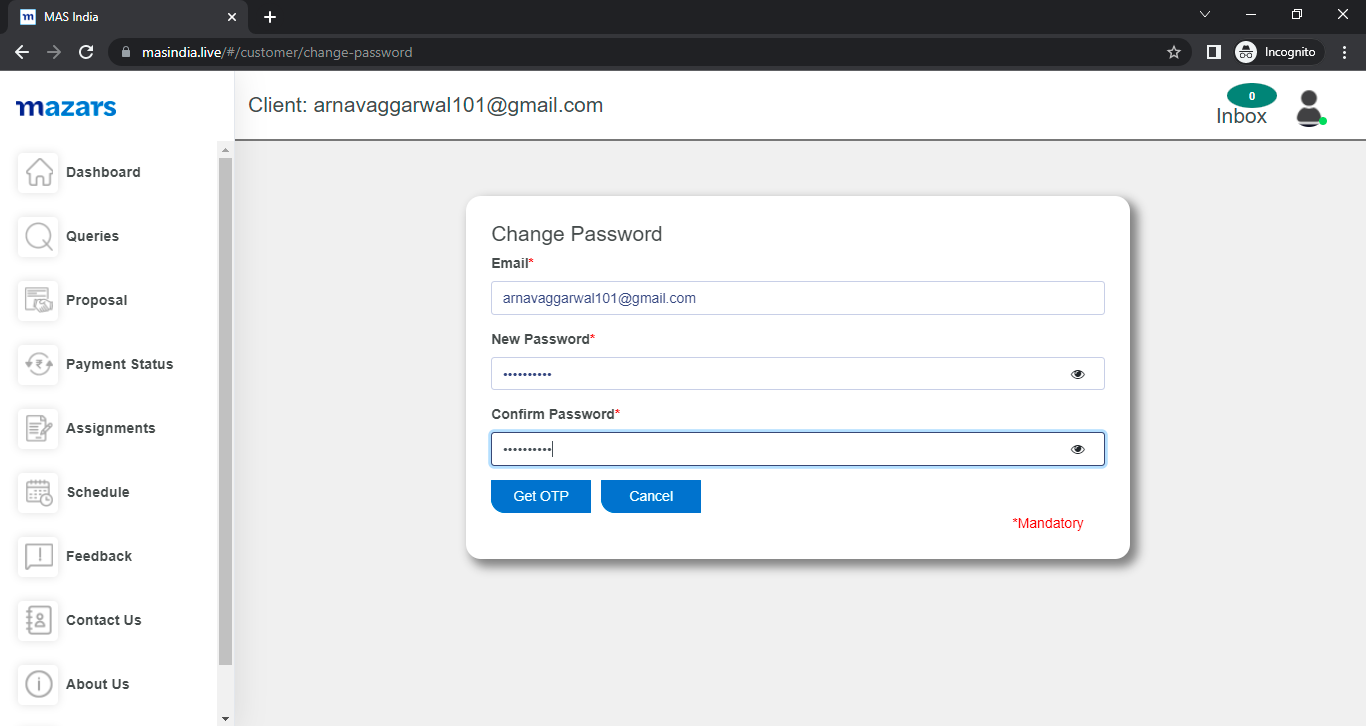 MAS India
masindia.live/#/customer/change-password
Incognito
mazars
Client: arnavaggarwal101@gmail.com
0
Inbox
Dashboard
Queries
Proposal
Payment Status
Assignments
Schedule
Feedback
Contact Us
About Us
Change Password
Email*
arnavaggarwal101@gmail.com
New Password*
••••••••••
Confirm Password*
••••••••••
Get OTP Cancel
*Mandatory